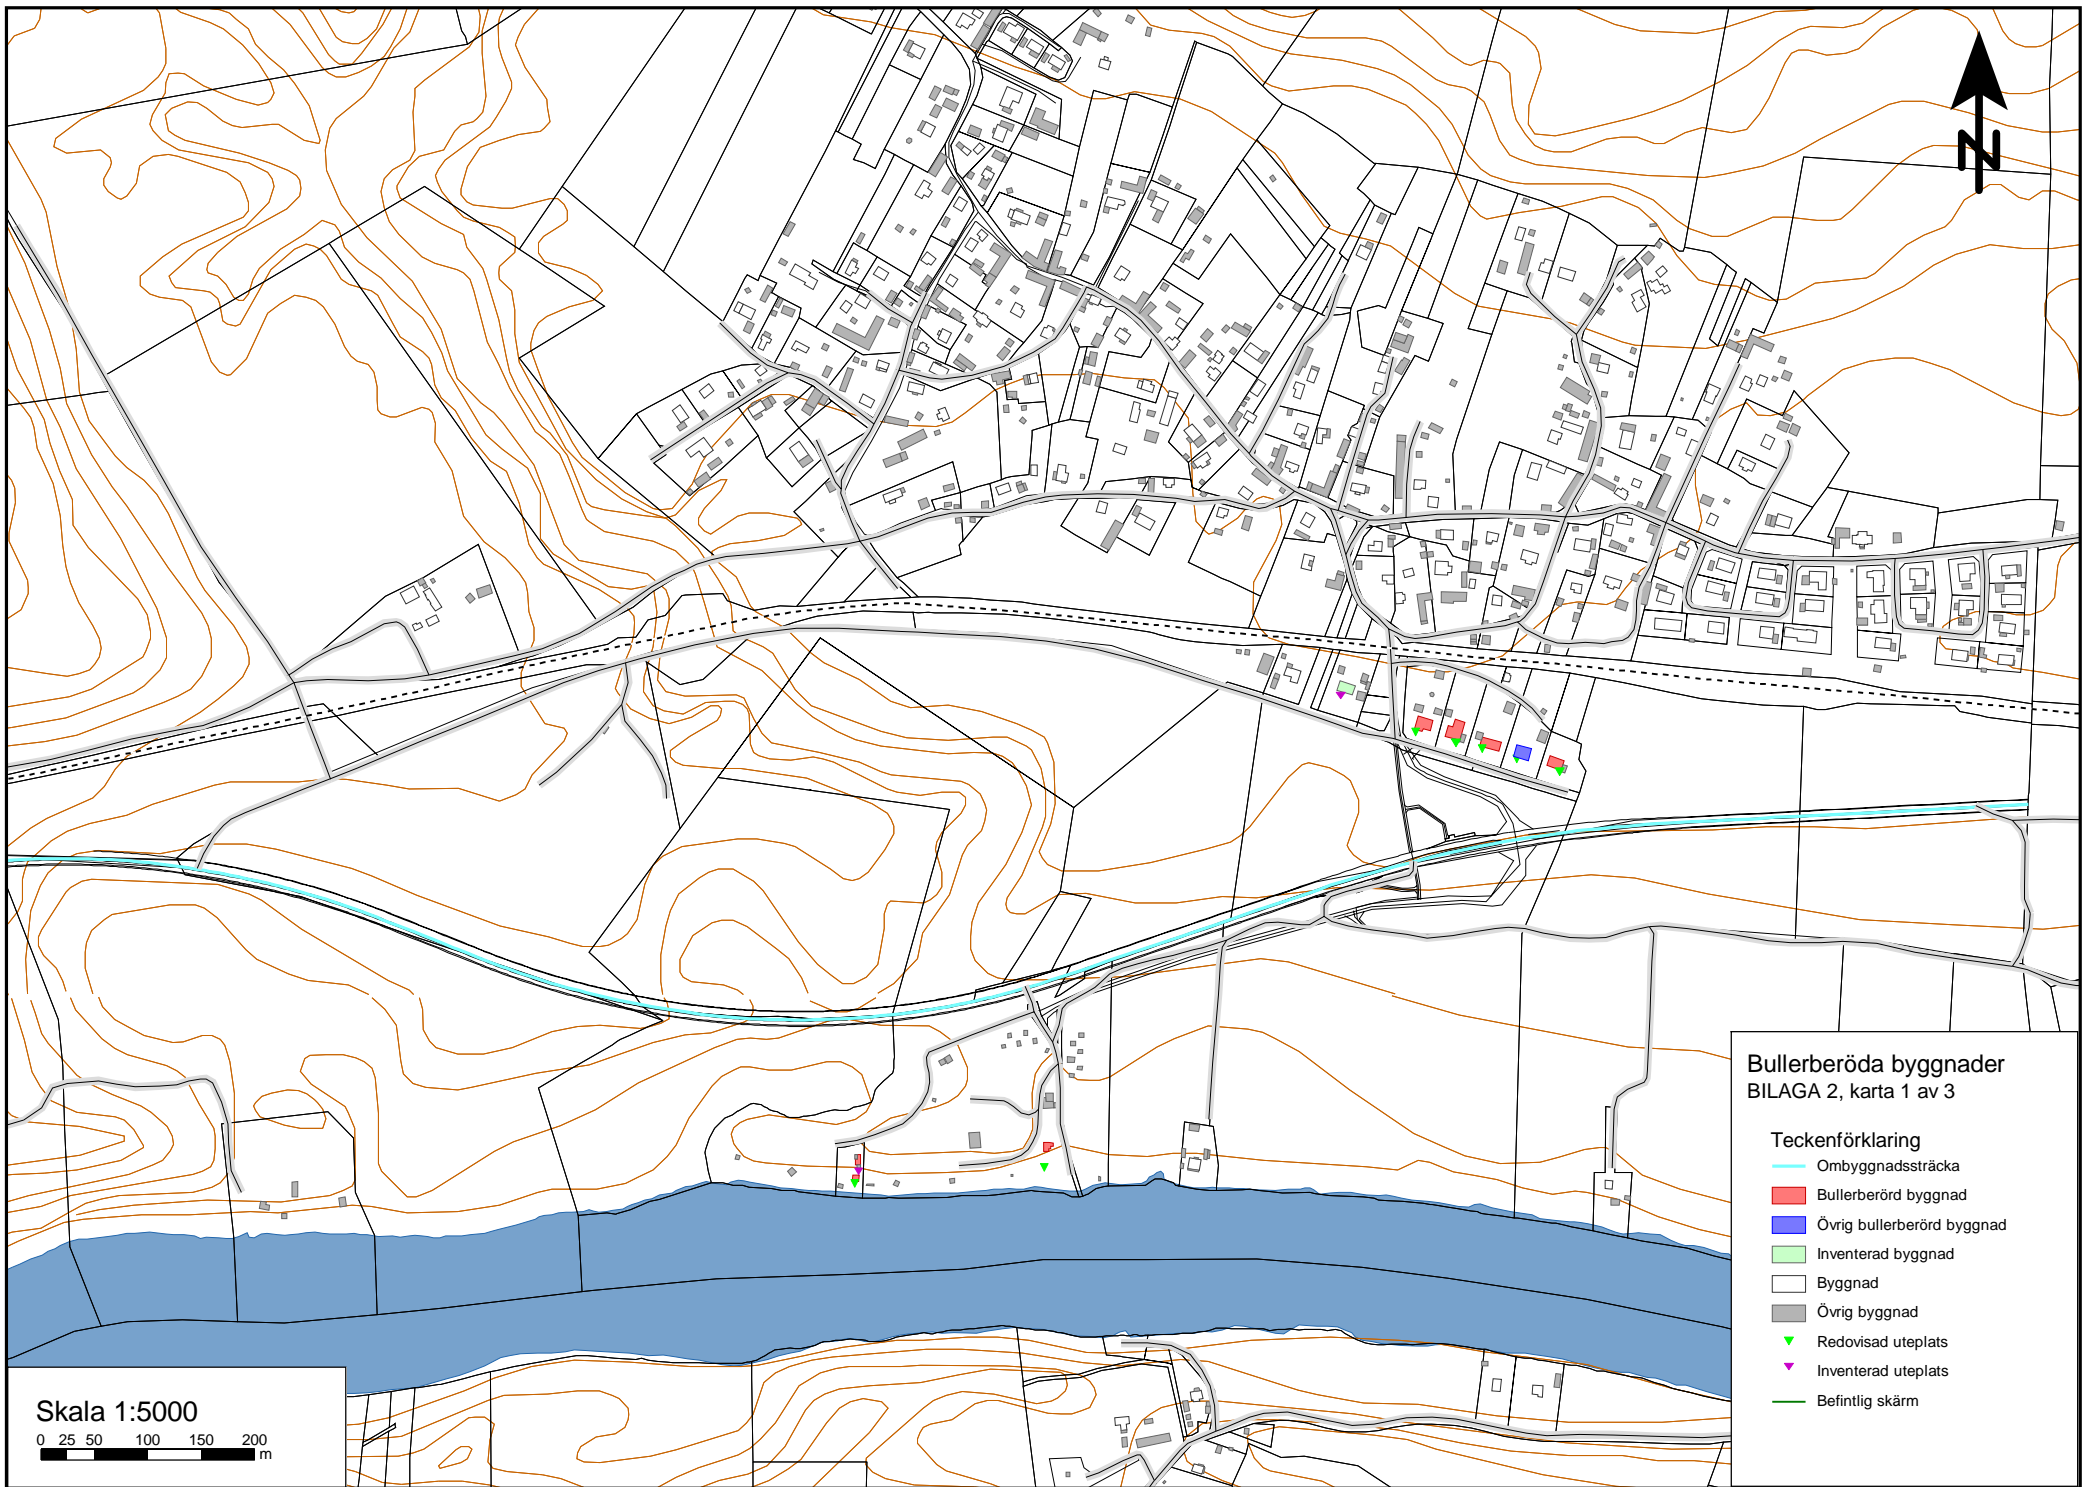 N
Bullerberöda byggnader
BILAGA 2, karta 1 av 3
Teckenförklaring
Ombyggnadssträcka
Bullerberörd byggnad
Övrig bullerberörd byggnad
Inventerad byggnad
Byggnad
Övrig byggnad
Redovisad uteplats
Inventerad uteplats
Befintlig skärm
Skala 1:5000
0 25 50 100 150 200
m